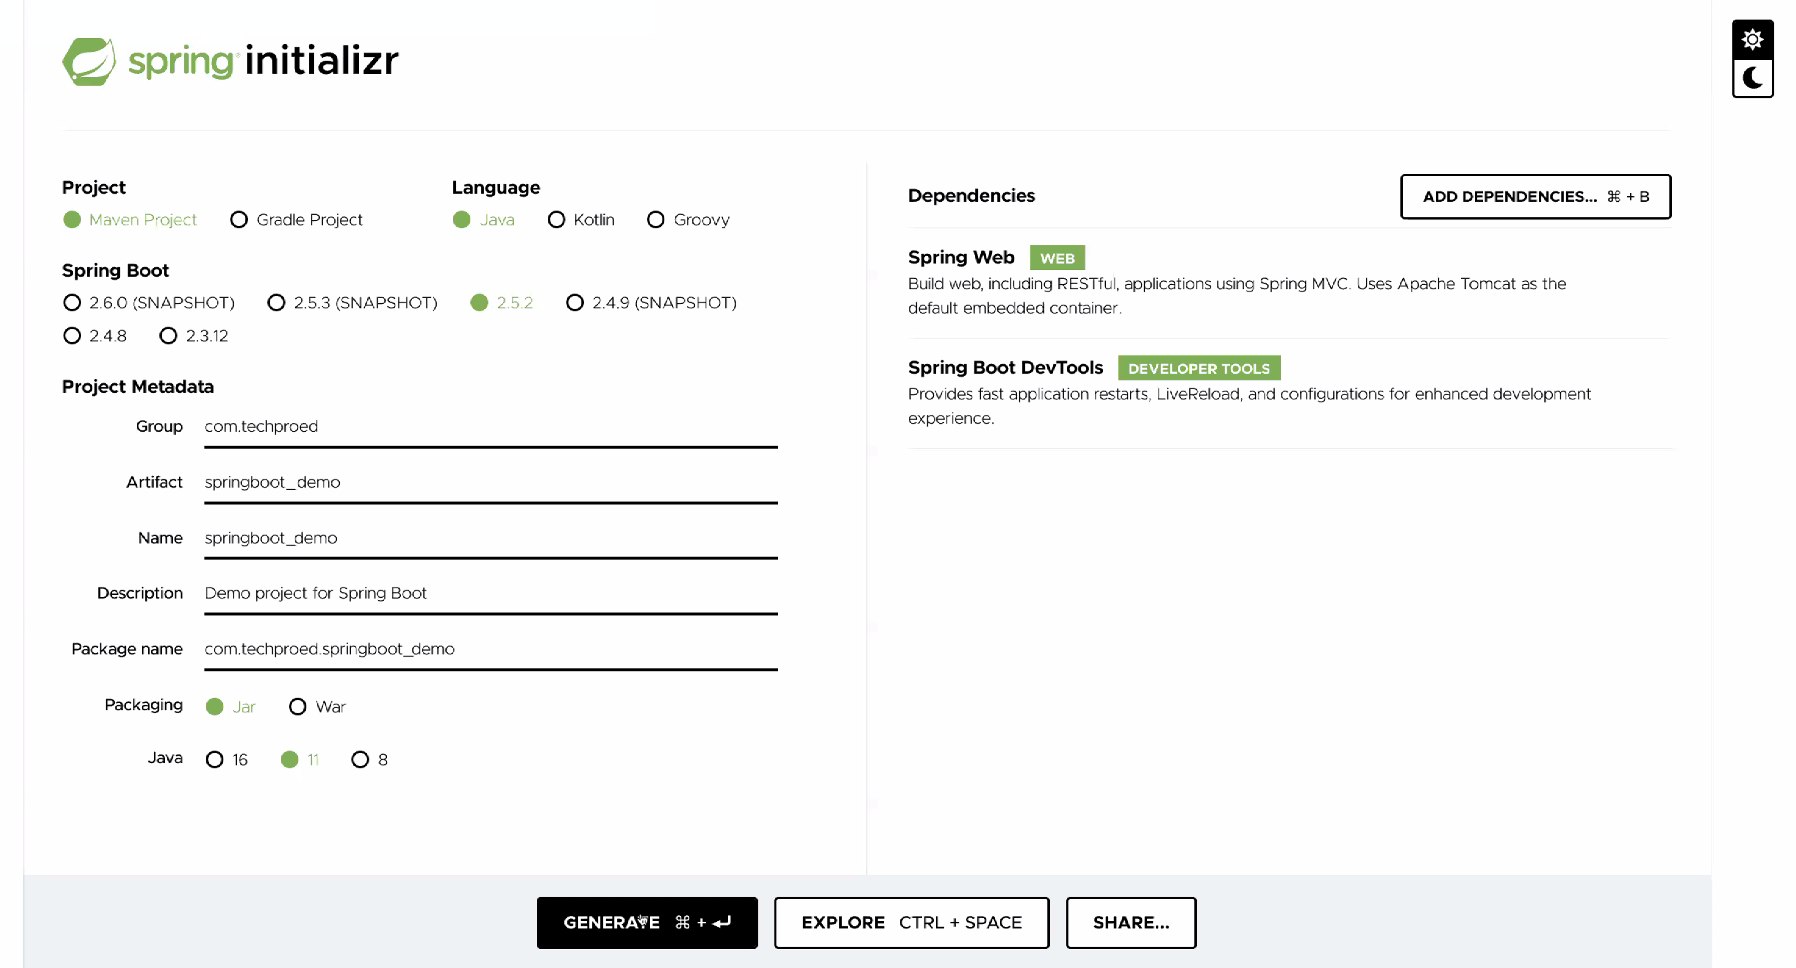 spring initializr
Project
Maven Project Gradle Project
Language
Java Kotlin Groovy
Spring Boot
2.6.0 (SNAPSHOT) 2.5.3 (SNAPSHOT) 2.5.2 2.4.9 (SNAPSHOT)
2.4.8 2.3.12
Project Metadata
Group com.techproed
Artifact springboot_demo
Name springboot_demo
Description Demo project for Spring Boot
Package name com.techproed.springboot_demo
Packaging Jar War
Java 16 11 8
Dependencies
ADD DEPENDENCIES... ⌘ + B
Spring Web WEB
Build web, including RESTful, applications using Spring MVC. Uses Apache Tomcat as the
default embedded container.
Spring Boot DevTools DEVELOPER TOOLS
Provides fast application restarts, LiveReload, and configurations for enhanced development
experience.
GENERATE ⌘ + ↵
EXPLORE CTRL + SPACE
SHARE...